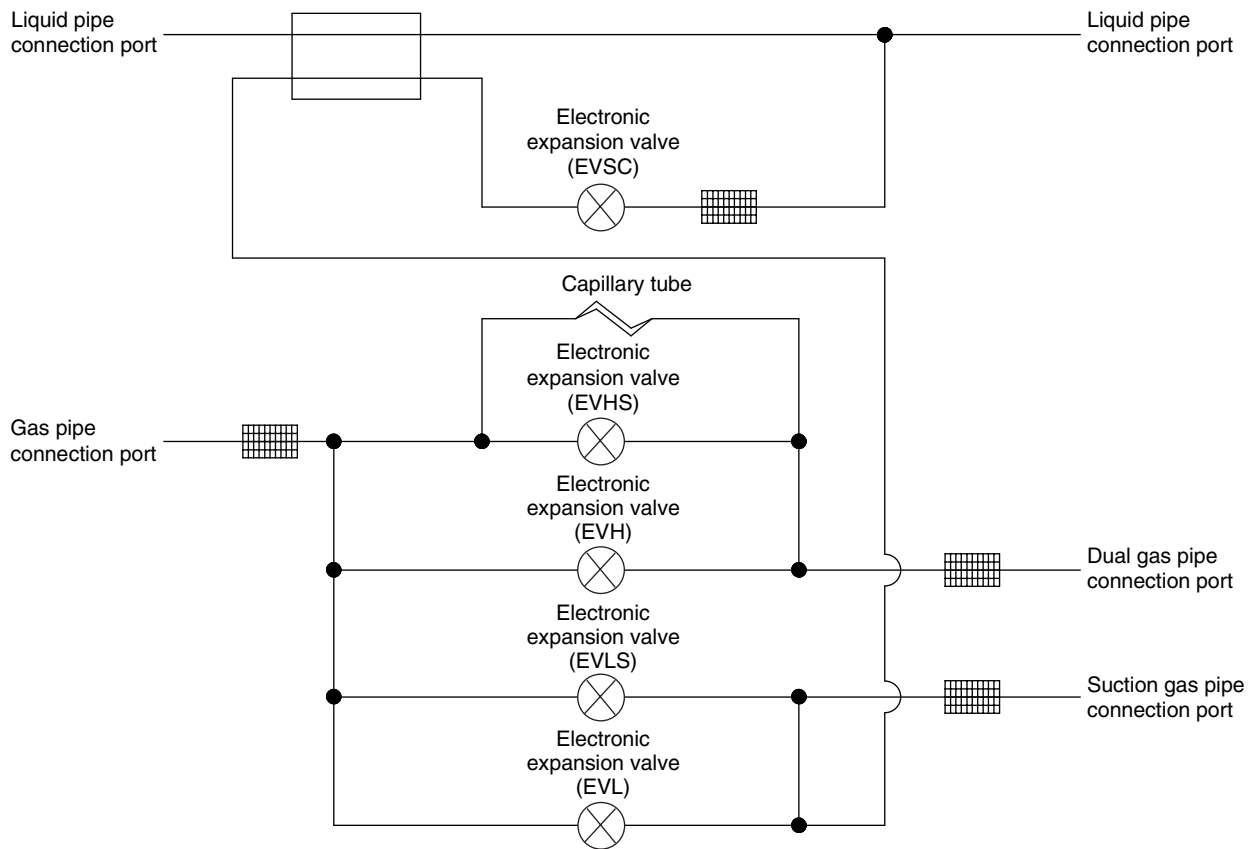 Liquid pipe
connection port
Liquid pipe
connection port
Electronic
expansion valve
(EVSC)
Capillary tube
Electronic
expansion valve
(EVHS)
Gas pipe
connection port
Electronic
expansion valve
(EVH)
Dual gas pipe
connection port
Electronic
expansion valve
(EVLS)
Suction gas pipe
connection port
Electronic
expansion valve
(EVL)